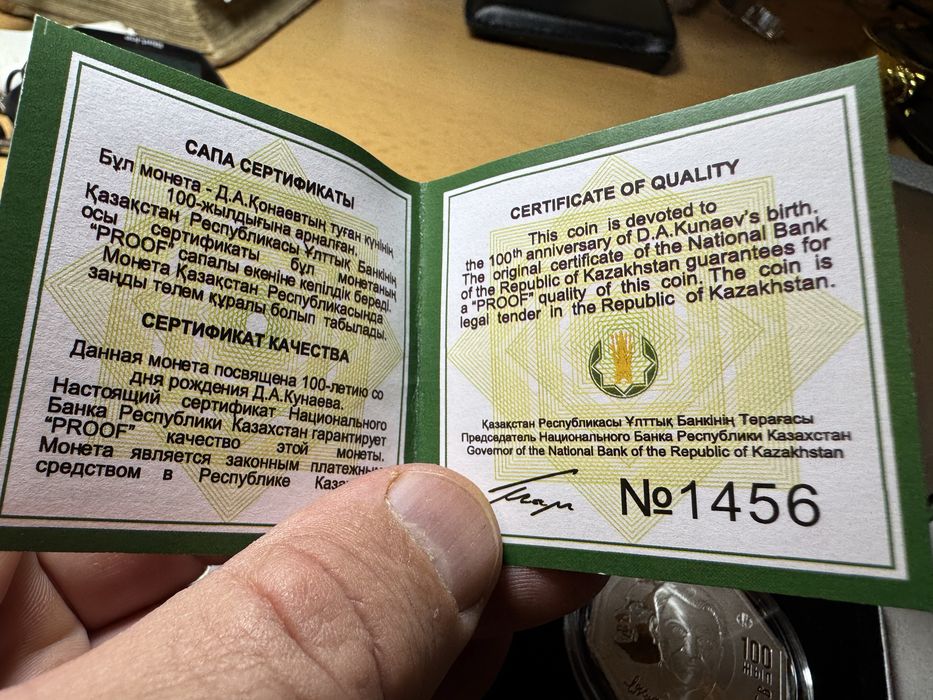 САПА СЕРТИФИКАТЫ
Бұл монета - Д.А.Қонаевтың туған күнінің
100-жылдығына арналған.
Қазақстан Республикасы Ұлттық Банкінің
осы сертификаты бұл монетаның
“PROOF” сапалы екеніне кепілдік береді.
Монета Қазақстан Республикасында
заңды төлем құралы болып табылады.
СЕРТИФИКАТ КАЧЕСТВА
Данная монета посвящена 100-летию со
дня рождения Д.А.Кунаева.
Настоящий сертификат Национального
Банка Республики Казахстан гарантирует
“PROOF” качество этой монеты.
Монета является законным платежным
средством в Республике
CERTIFICATE OF QUALITY
This coin is devoted to
the 100th anniversary of D.A.Kunaev's birth.
The original certificate of the National Bank
of the Republic of Kazakhstan guarantees for
a “PROOF” quality of this coin. The coin is
legal tender in the Republic of Kazakhstan.
Қазақстан Республикасы Ұлттық Банкінің Төрағасы
Председатель Национального Банка Республики Казахстан
Governor of the National Bank of the Republic of Kazakhstan
№1456
100
жыл